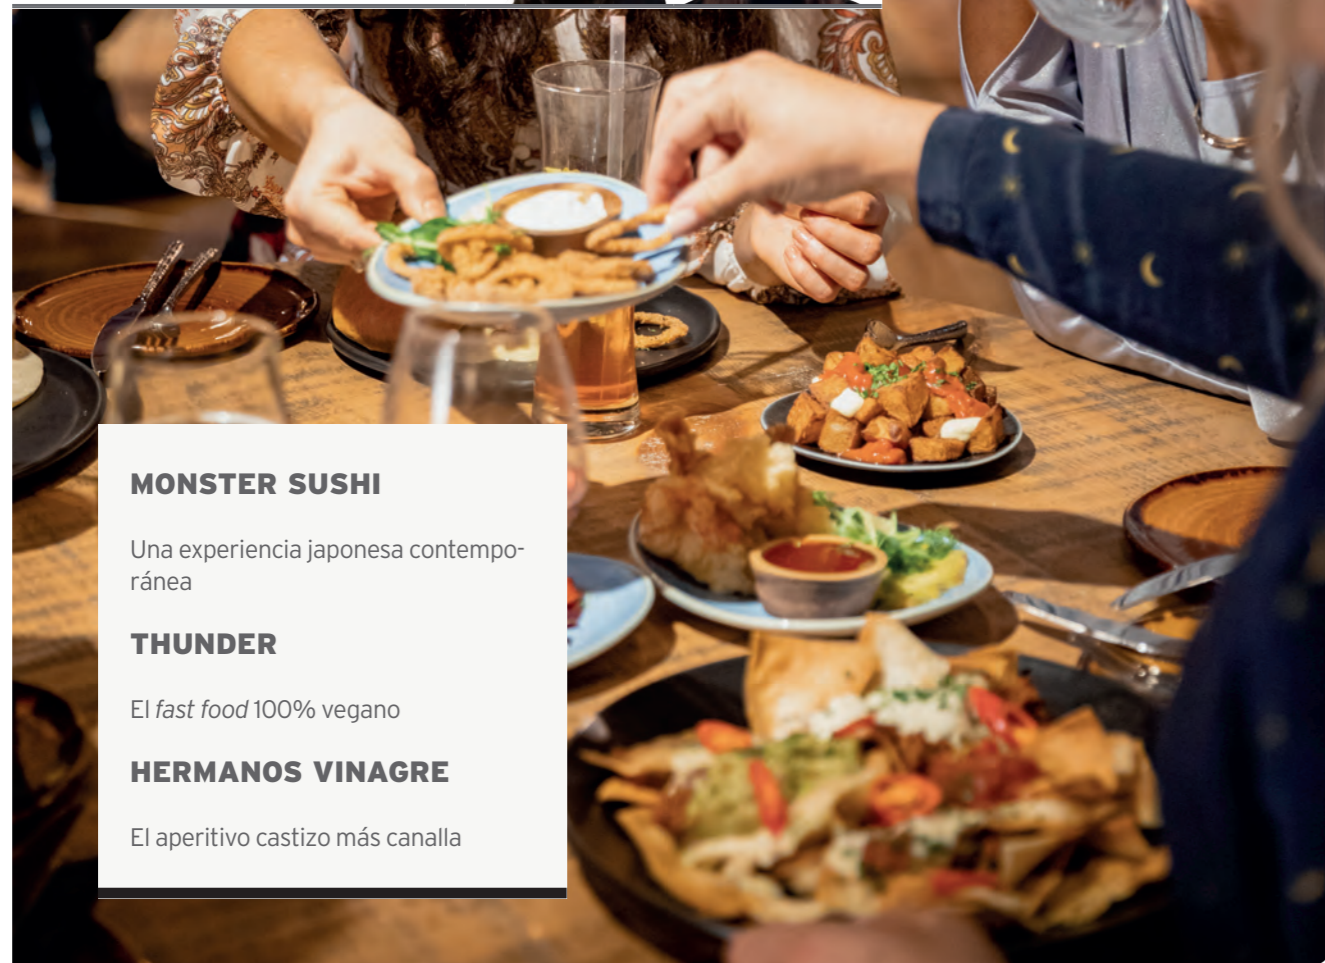 MONSTER SUSHI
Una experiencia japonesa contempo-
ránea
THUNDER
El fast food 100% vegano
HERMANOS VINAGRE
El aperitivo castizo más canalla